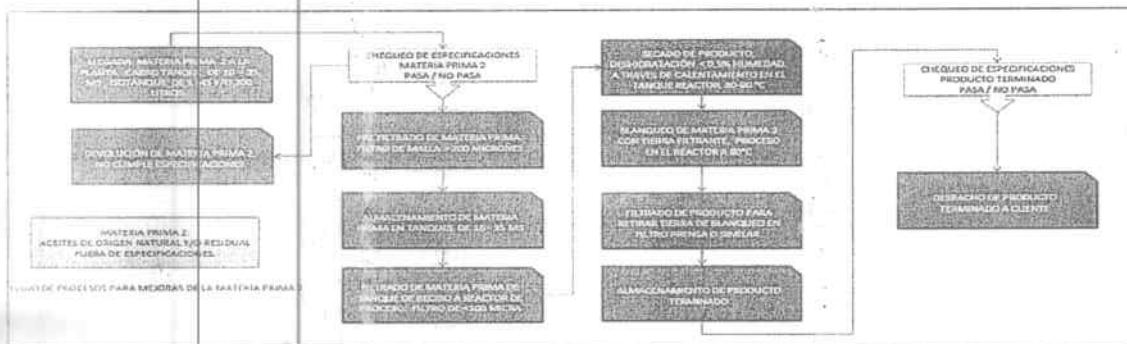 LLEGADA MATERIA PRIMA 2 A LA
PLANTA CARRO TANQUE DE 10 - 35
LITROS
DEVOLUCIÓN DE MATERIA PRIMA 2
NO CUMPLE ESPECIFICACIONES
MATERIA PRIMA 2:
ACEITES DE ORIGEN NATURAL Y/O RESIDUAL
FUERA DE ESPECIFICACIONES.
FLUJO DE PROCESOS PARA MEJORAS DE LA MATERIA PRIMA 2
CHEQUEO DE ESPECIFICACIONES
MATERIA PRIMA 2
PASA / NO PASA
PRE FILTRADO DE MATERIA PRIMA.
FILTRO DE MALLA > 200 MICRONES
ALMACENAMIENTO DE MATERIA
PRIMA EN TANQUES DE 10 - 35
FILTRADO DE MATERIA PRIMA DE
TANQUE DE RECIBO A REACTOR DE
PROCESO. FILTRO DE <100 MICRA
SECADO DE PRODUCTO,
DESHIDRATACIÓN <0,5% HUMEDAD
A TRAVES DE CALENTAMIENTO EN EL
TANQUE REACTOR, 80-90 °C
BLANQUEO DE MATERIA PRIMA 2
CON TIERRA FILTRANTE, PROCESO
EN EL REACTOR A 80°C
FILTRADO DE PRODUCTO PARA
RETIRAR TIERRA DE BLANQUEO EN
FILTRO PRENSA O SIMILAR
ALMACENAMIENTO DE PRODUCTO
TERMINADO
CHEQUEO DE ESPECIFICACIONES
PRODUCTO TERMINADO
PASA / NO PASA
DESPACHO DE PRODUCTO
TERMINADO A CLIENTE